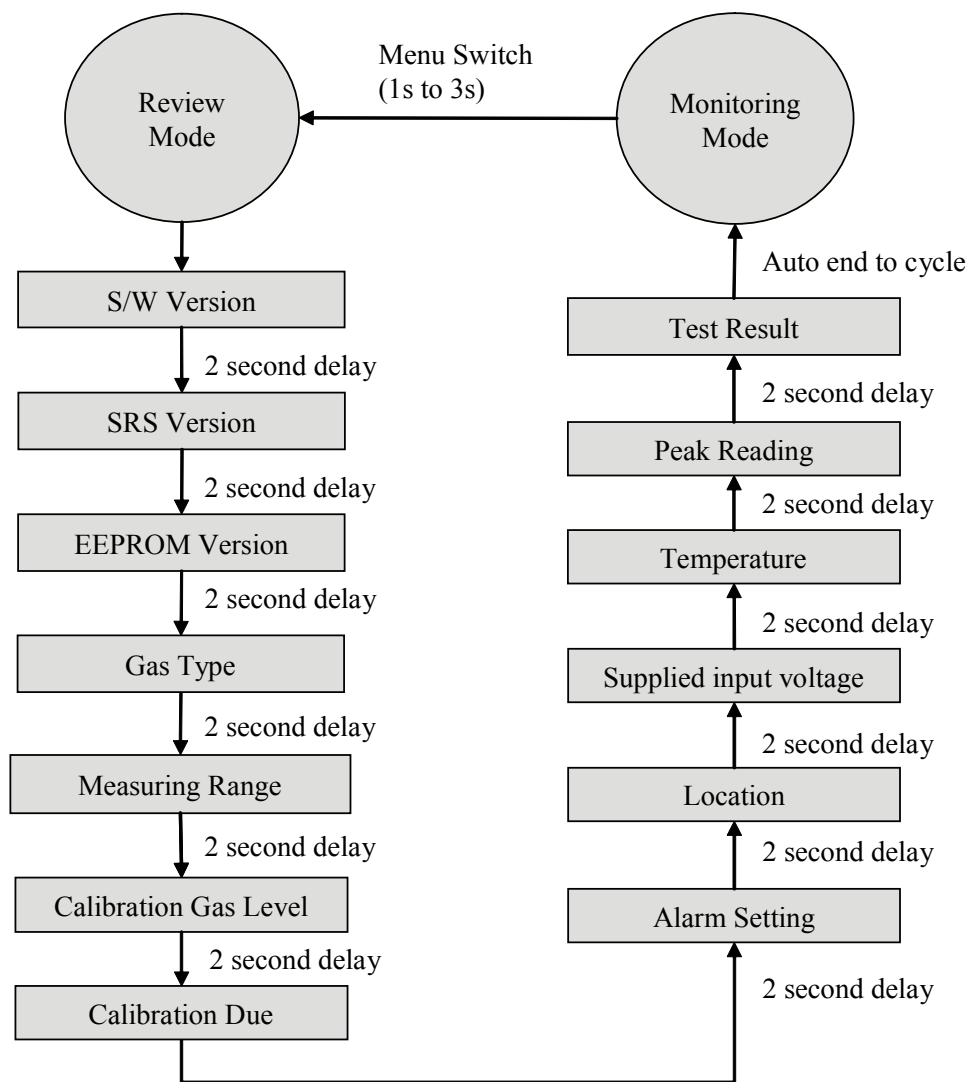 Menu Switch
(1s to 3s)
Review
Mode
Monitoring
Mode
S/W Version
2 second delay
SRS Version
2 second delay
EEPROM Version
2 second delay
Gas Type
2 second delay
Measuring Range
2 second delay
Calibration Gas Level
2 second delay
Calibration Due
2 second delay
Alarm Setting
2 second delay
Location
2 second delay
Supplied input voltage
2 second delay
Temperature
2 second delay
Peak Reading
2 second delay
Test Result
Auto end to cycle